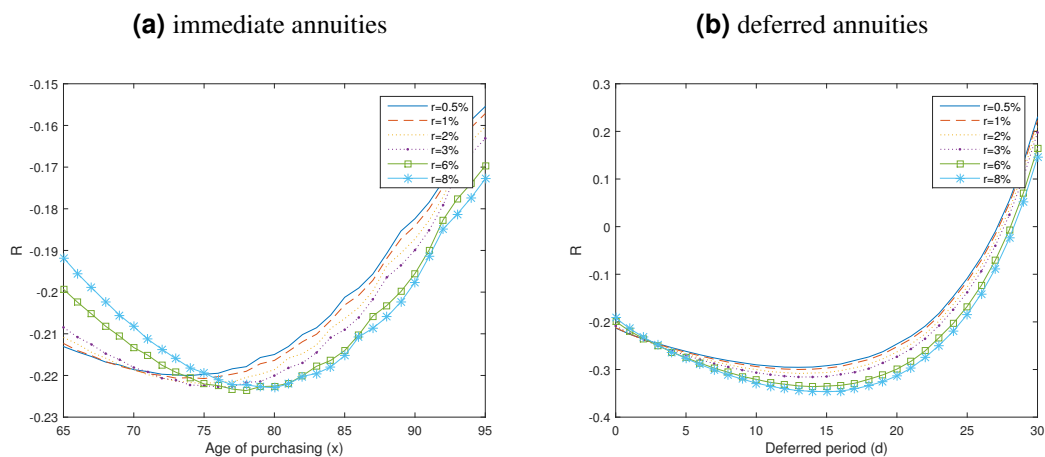 (a) immediate annuities
-0.15
-0.16
-0.17
-0.18
-0.19
-0.2
-0.21
-0.22
-0.23
R
65 70 75 80 85 90 95
Age of purchasing (x)
r=0.5%
r=1%
r=2%
r=3%
r=6%
r=8%
(b) deferred annuities
0.3
0.2
0.1
0
-0.1
-0.2
-0.3
-0.4
R
0 5 10 15 20 25 30
Deferred period (d)
r=0.5%
r=1%
r=2%
r=3%
r=6%
r=8%